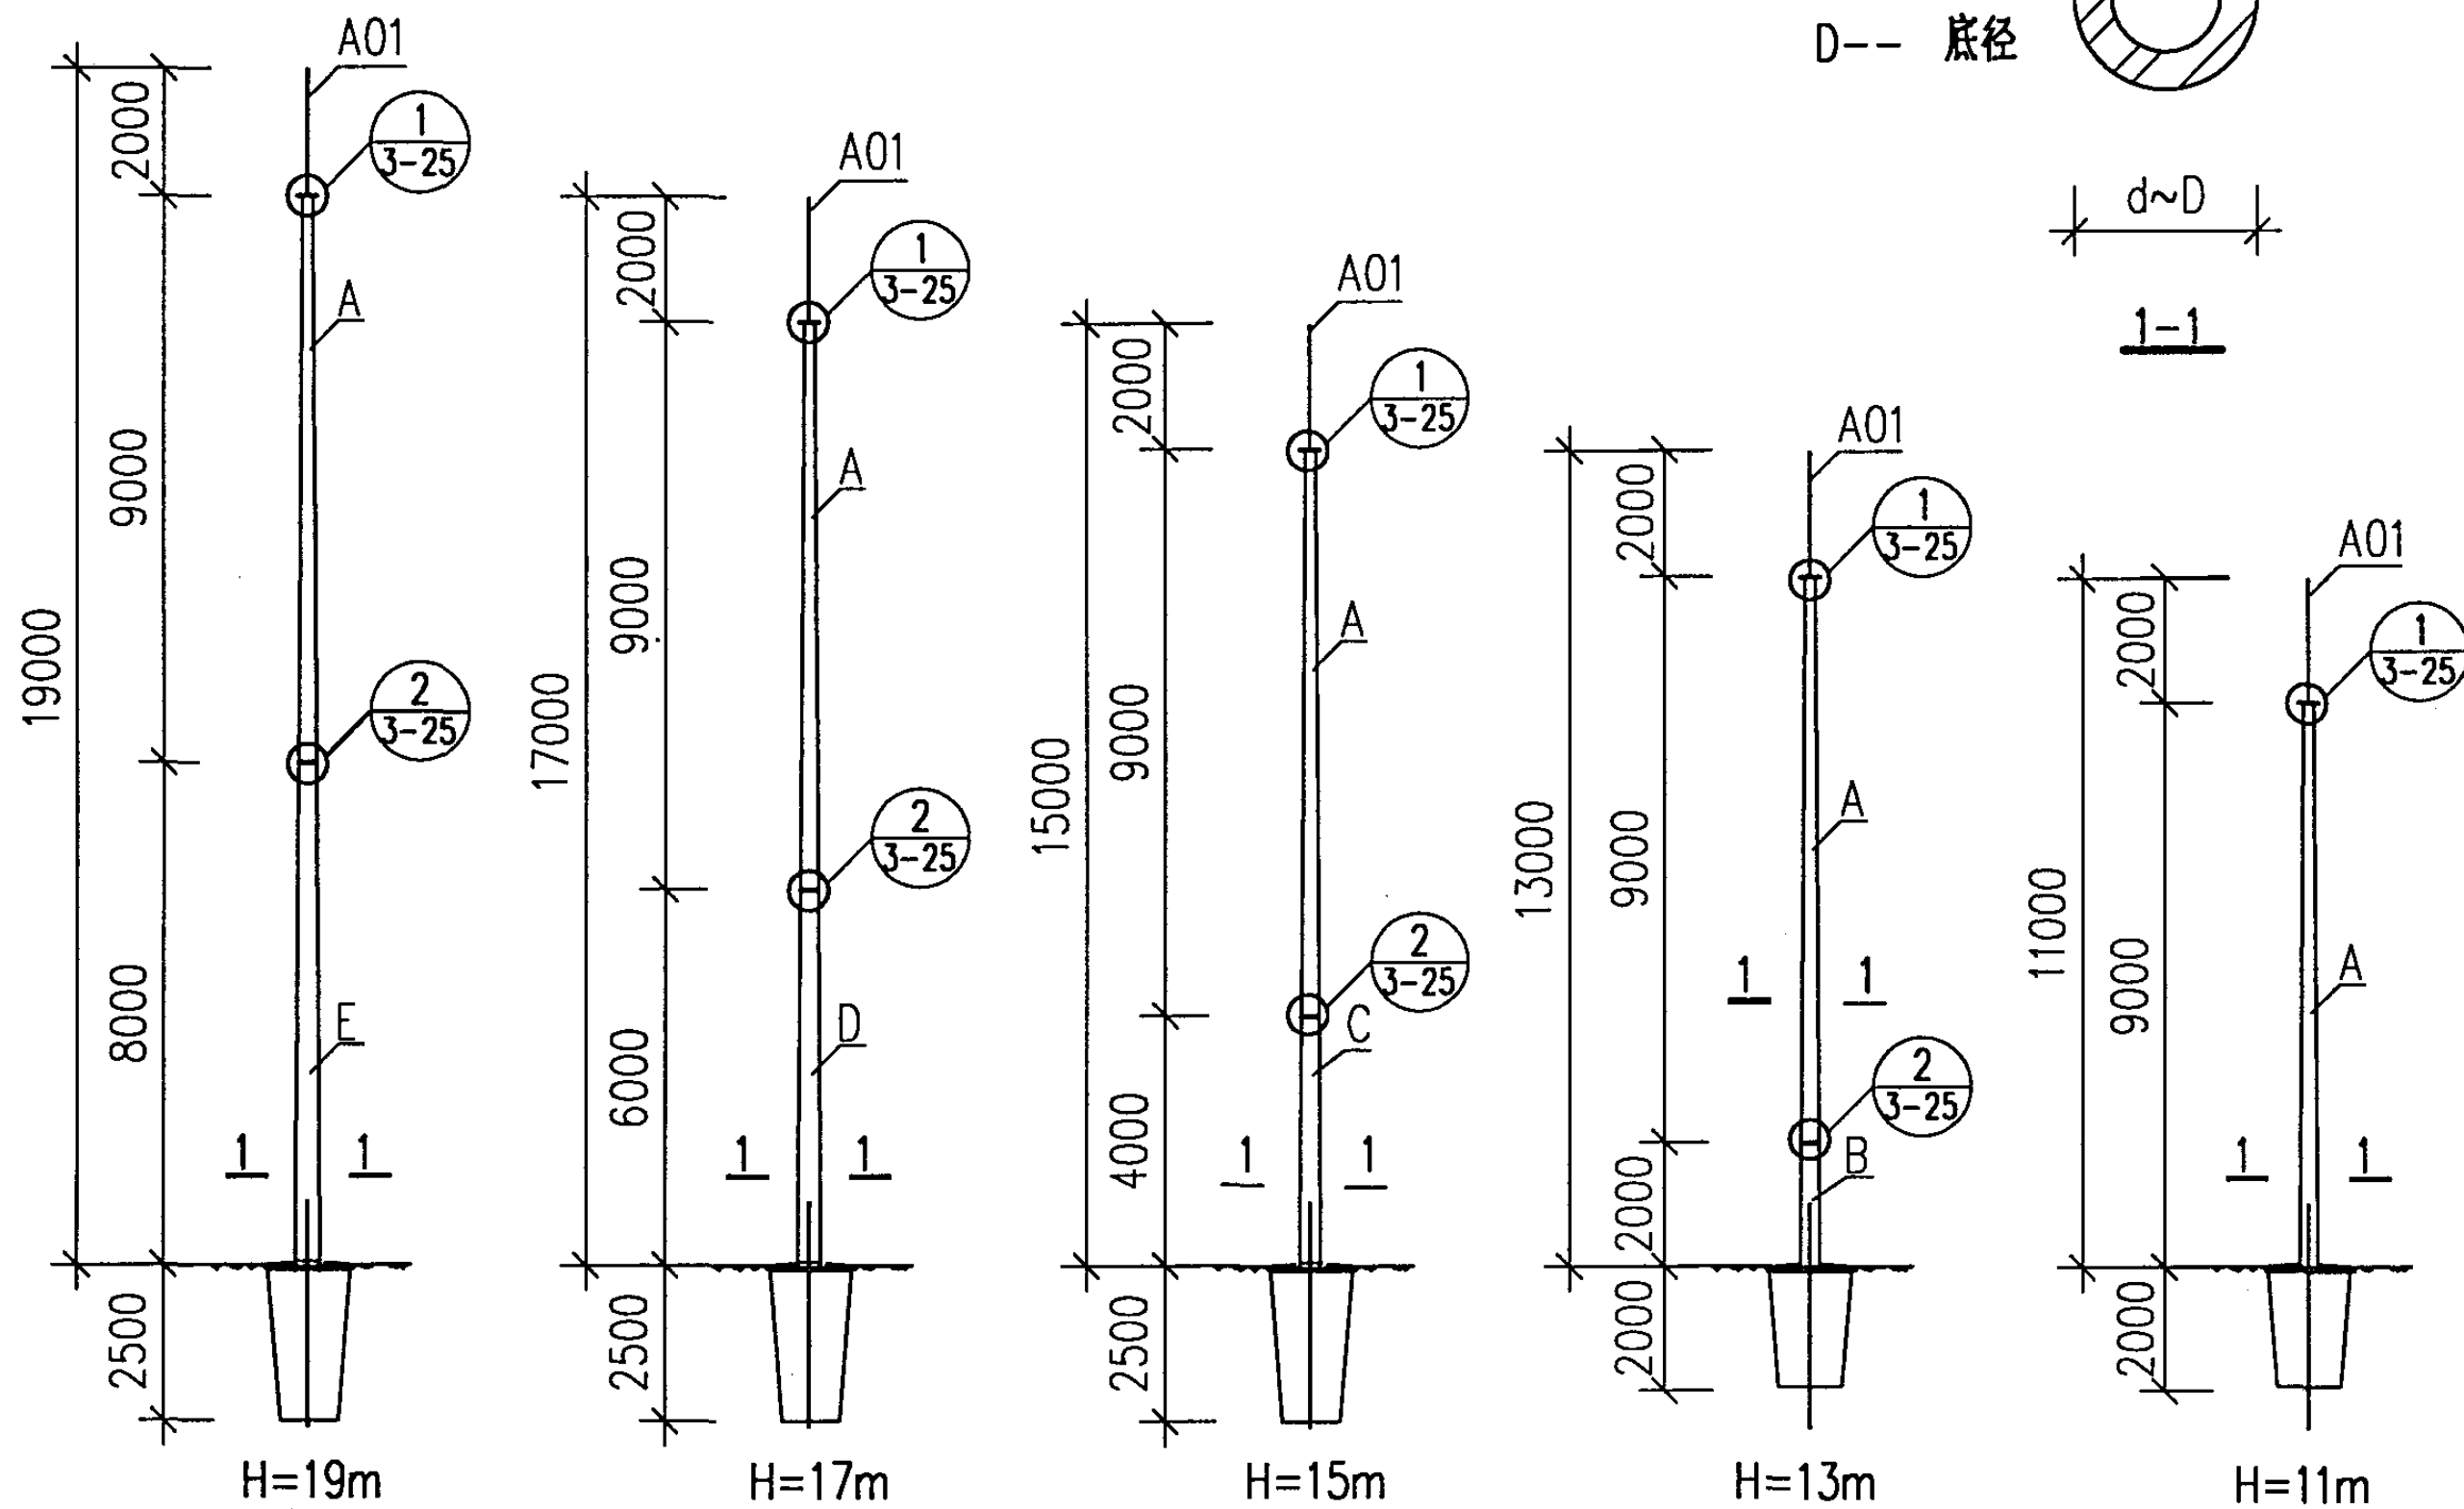 D-- 底径
d~D
1-1
A01
1
3-25
2000
A
9000
19000
2
3-25
8000
E
1
1
2500
H=19m
A01
1
3-25
2000
A
9000
17000
2
3-25
6000
D
1
1
2500
H=17m
A01
1
3-25
2000
A
9000
15000
2
3-25
C
4000
1
1
2500
H=15m
A01
1
3-25
2000
A
9000
13000
1
1
2
3-25
B
2000
2000
H=13m
A01
1
3-25
2000
A
9000
11000
1
1
2000
H=11m